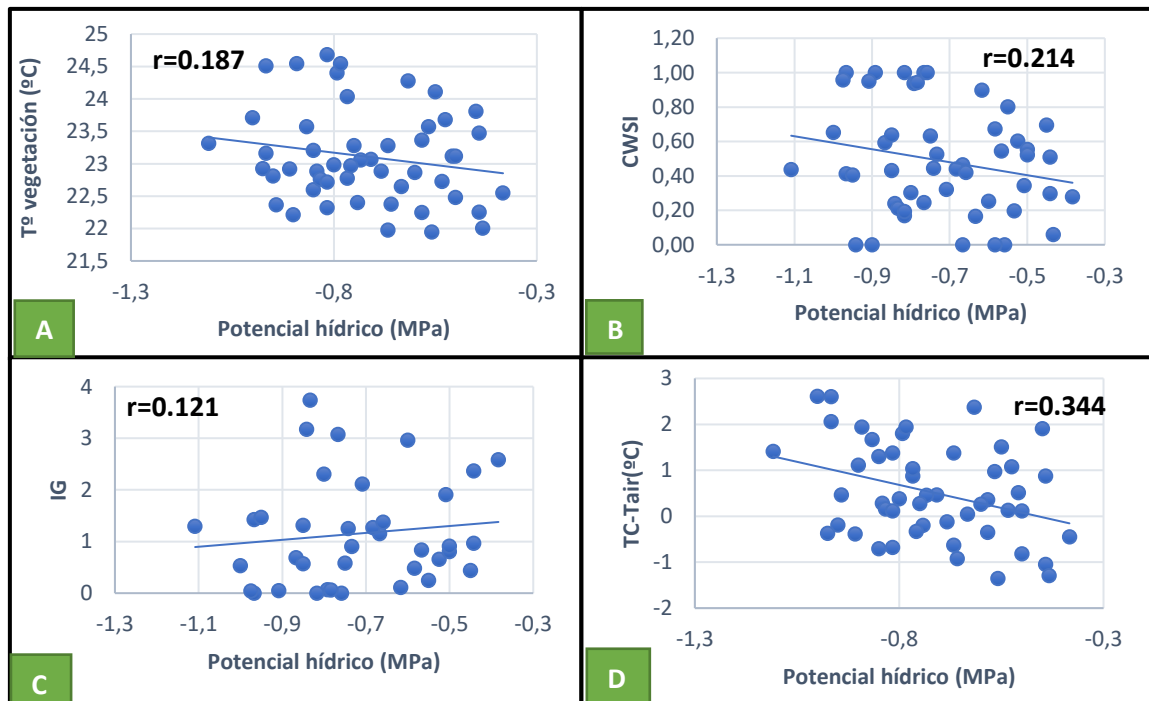 r=0.187
Tº vegetación (ºC)
25
24,5
24
23,5
23
22,5
22
21,5
-1,3
-0,8
-0,3
Potencial hídrico (MPa)
A
r=0.214
CWSI
1,20
1,00
0,80
0,60
0,40
0,20
0,00
-1,3
-1,1
-0,9
-0,7
-0,5
-0,3
Potencial hídrico (MPa)
B
r=0.121
IG
4
3
2
1
0
-1,3
-1,1
-0,9
-0,7
-0,5
-0,3
Potencial hídrico (MPa)
C
r=0.344
TC-Tair(ºC)
3
2
1
0
-1
-2
-1,3
-0,8
-0,3
Potencial hídrico (MPa)
D